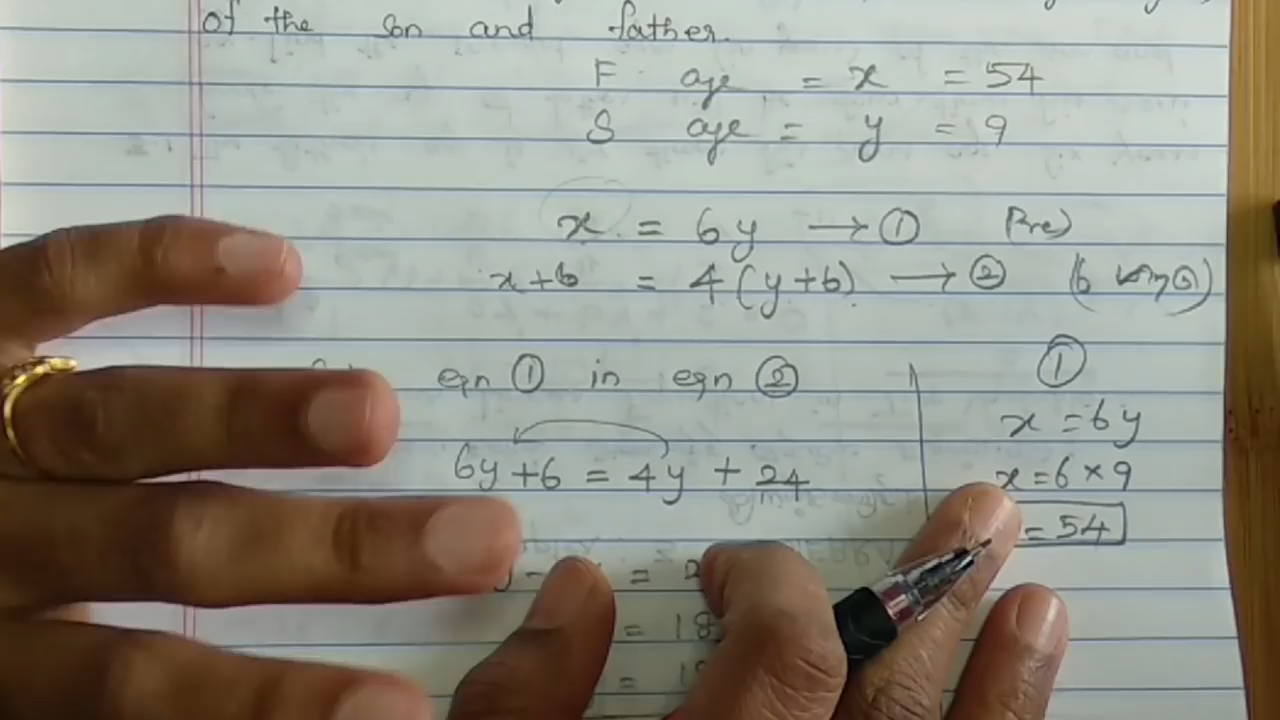 of the son and father.
F age = x = 54
S age = y = 9
x = 6y → ① (Pre)
x+6 = 4(y+6) → ② (6
eqn ① in eqn ②
①
x = 6y
6y+6 = 4y + 24
x = 6 × 9
= 54
=
= 18
=